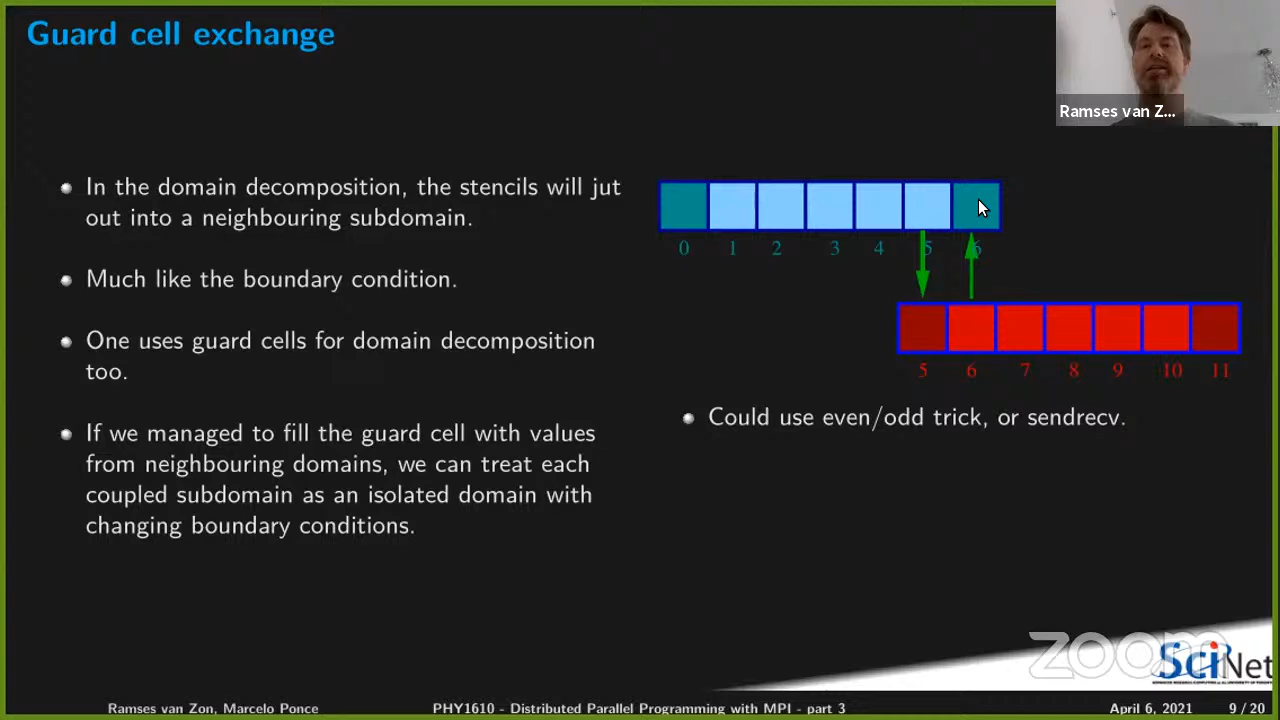 Guard cell exchange
Ramses van Z...
In the domain decomposition, the stencils will jut
out into a neighbouring subdomain.
Much like the boundary condition.
One uses guard cells for domain decomposition
too.
If we managed to fill the guard cell with values
from neighbouring domains, we can treat each
coupled subdomain as an isolated domain with
changing boundary conditions.
0 1 2 3 4 5 6
5 6 7 8 9 10 11
Could use even/odd trick, or sendrecv.
zoom
SciNet
Ramses van Zon, Marcelo Ponce
PHY1610 - Distributed Parallel Programming with MPI - part 3
April 6, 2021
9 / 20